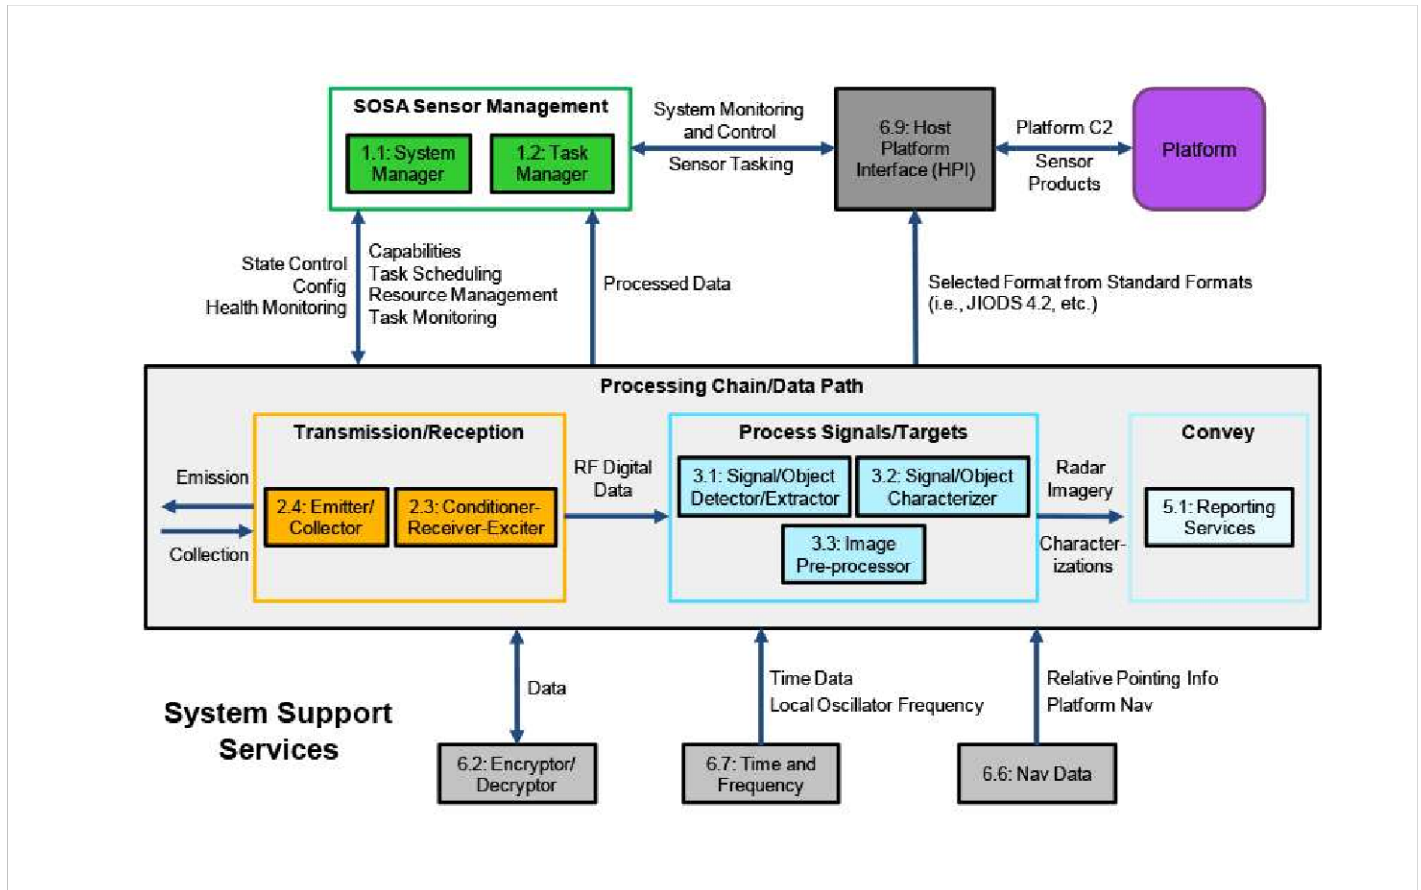 SOSA Sensor Management
1.1: System
Manager
1.2: Task
Manager
System Monitoring
and Control
Sensor Tasking
6.9: Host
Platform
Interface (HPI)
Platform C2
Sensor
Products
Platform
State Control
Config
Health Monitoring
Capabilities
Task Scheduling
Resource Management
Task Monitoring
Processed Data
Selected Format from Standard Formats
(i.e., JIODS 4.2, etc.)
Processing Chain/Data Path
Transmission/Reception
Emission
Collection
2.4: Emitter/
Collector
2.3: Conditioner-
Receiver-Exciter
RF Digital
Data
Process Signals/Targets
3.1: Signal/Object
Detector/Extractor
3.2: Signal/Object
Characterizer
3.3: Image
Pre-processor
Radar
Imagery
Character-
izations
Convey
5.1: Reporting
Services
System Support
Services
Data
Time Data
Local Oscillator Frequency
Relative Pointing Info
Platform Nav
6.2: Encryptor/
Decryptor
6.7: Time and
Frequency
6.6: Nav Data